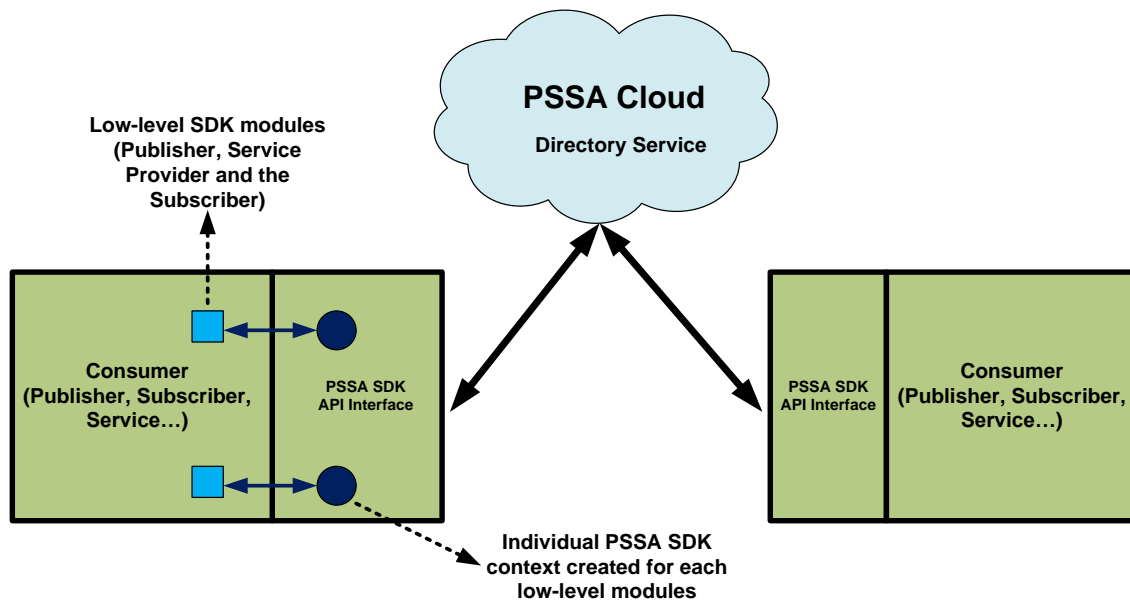 PSSA Cloud
Directory Service
Low-level SDK modules
(Publisher, Service
Provider and the
Subscriber)
Consumer
(Publisher, Subscriber,
Service…)
PSSA SDK
API Interface
PSSA SDK
API Interface
Consumer
(Publisher, Subscriber,
Service…)
Individual PSSA SDK
context created for each
low-level modules